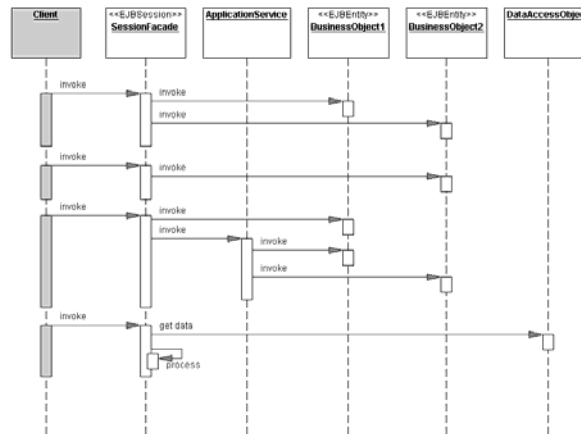 Client
<<EJBSession>>
SessionFacade
ApplicationService
<<EJBEntity>>
BusinessObject1
<<EJBEntity>>
BusinessObject2
DataAccessObject
invoke
invoke
invoke
invoke
invoke
invoke
invoke
invoke
invoke
invoke
invoke
get data
process